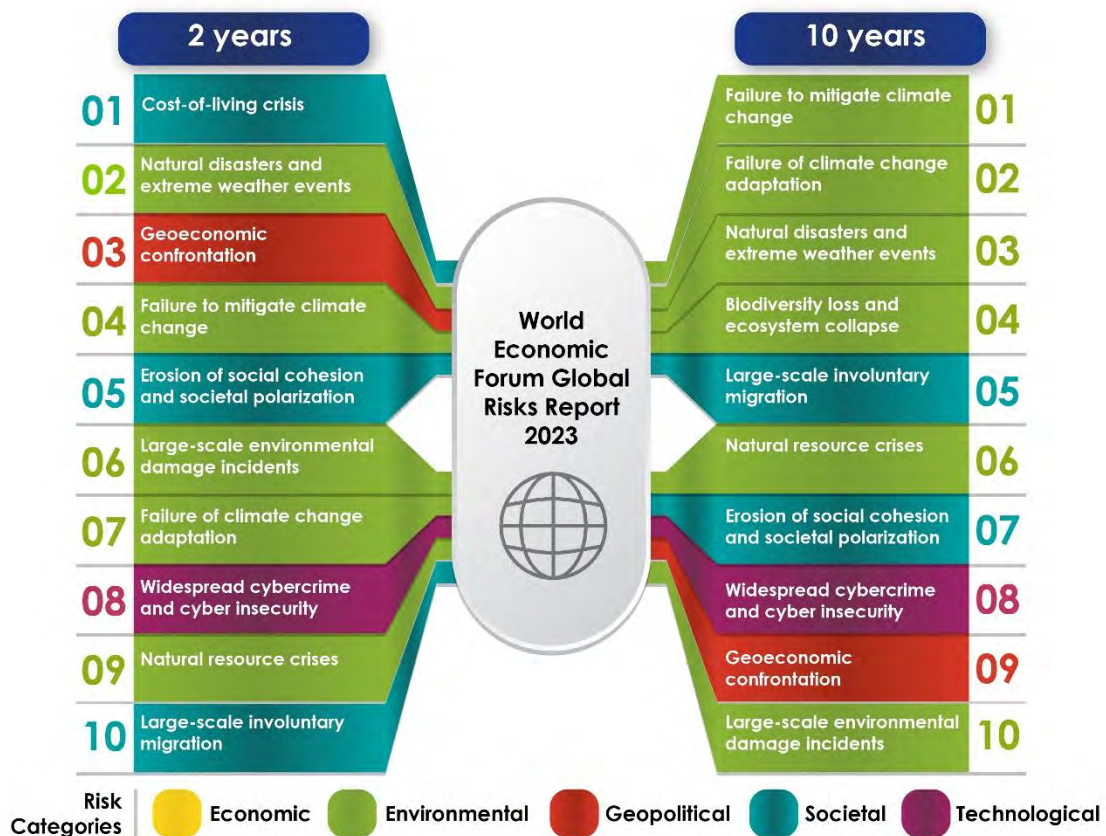 2 years
01
Cost-of-living crisis
02
Natural disasters and
extreme weather events
03
Geoeconomic
confrontation
04
Failure to mitigate climate
change
05
Erosion of social cohesion
and societal polarization
06
Large-scale environmental
damage incidents
07
Failure of climate change
adaptation
08
Widespread cybercrime
and cyber insecurity
09
Natural resource crises
10
Large-scale involuntary
migration
World
Economic
Forum Global
Risks Report
2023
10 years
Failure to mitigate climate
change
01
Failure of climate change
adaptation
02
Natural disasters and
extreme weather events
03
Biodiversity loss and
ecosystem collapse
04
Large-scale involuntary
migration
05
Natural resource crises
06
Erosion of social cohesion
and societal polarization
07
Widespread cybercrime
and cyber insecurity
08
Geoeconomic
confrontation
09
Large-scale environmental
damage incidents
10
Risk
Categories
Economic
Environmental
Geopolitical
Societal
Technological